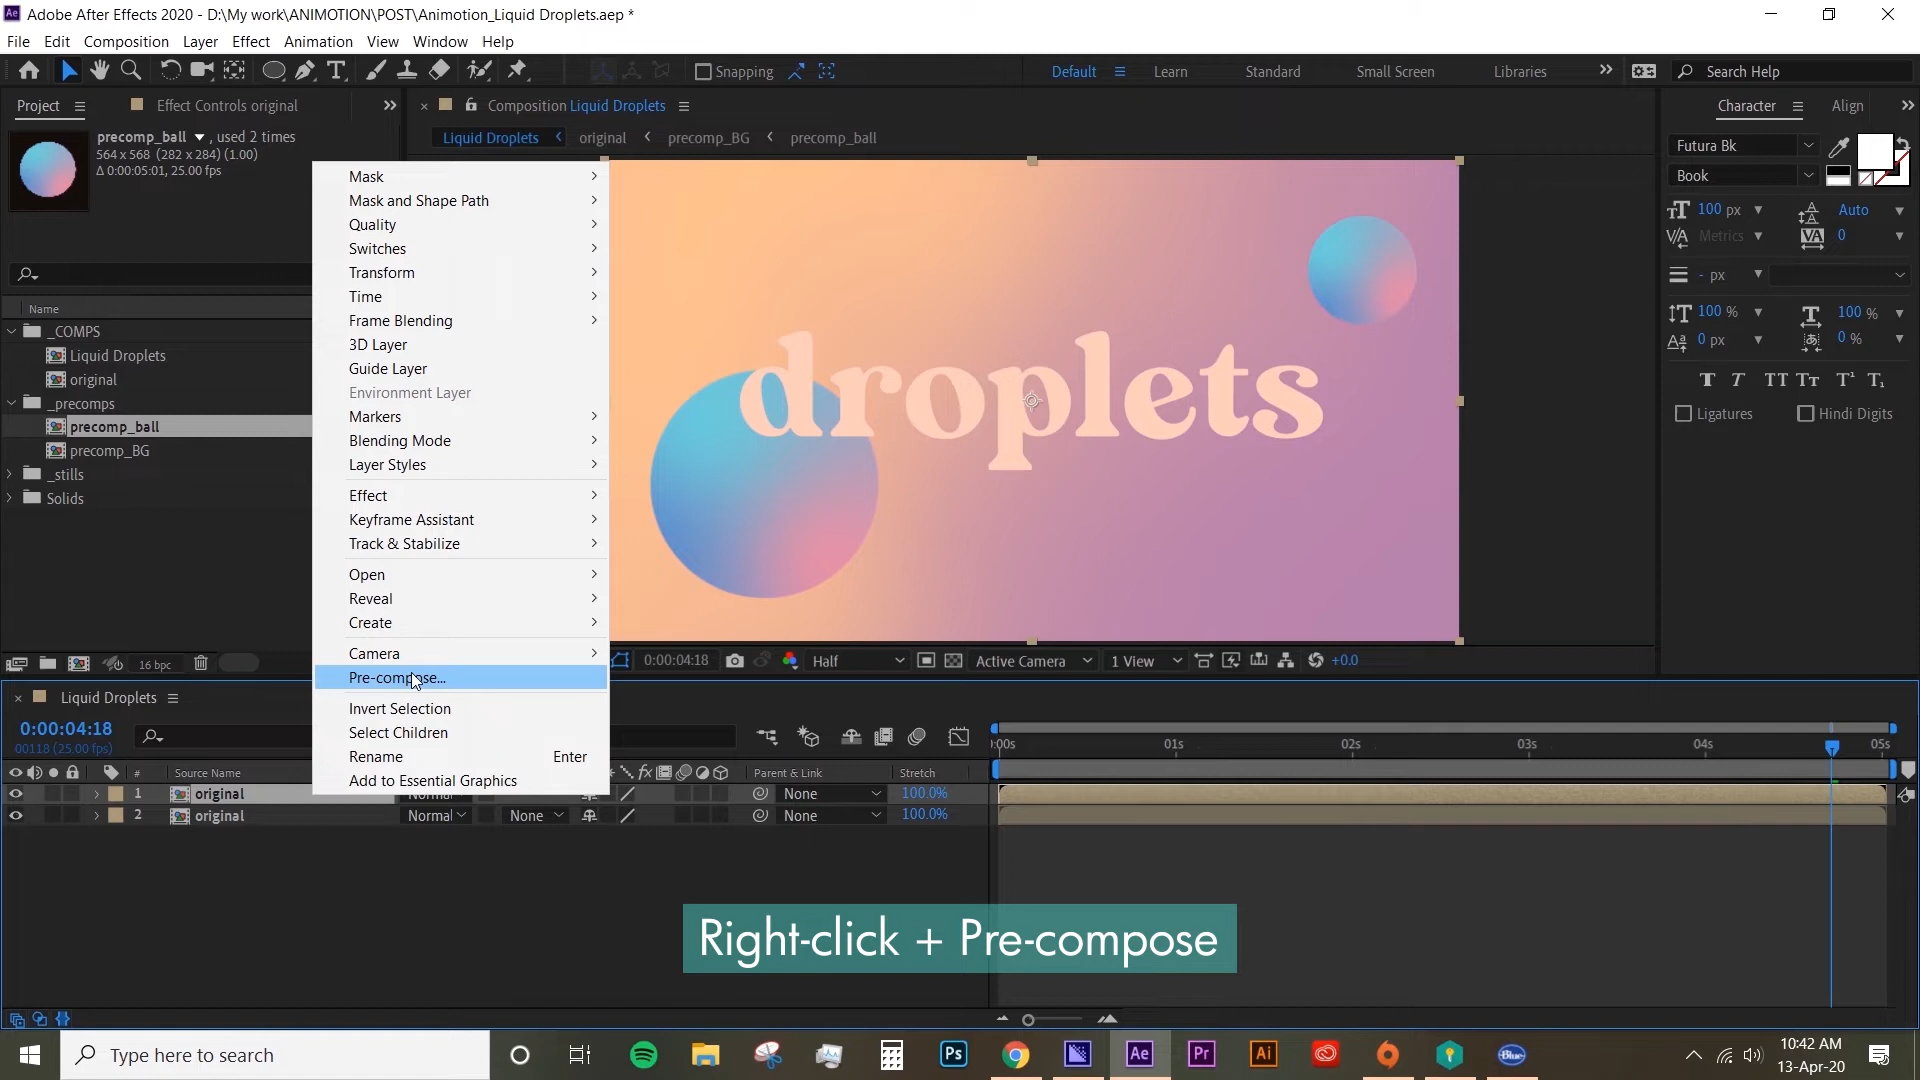 Adobe After Effects 2020 - D:\My work\ANIMOTION\POST\Animotion_Liquid Droplets.aep *
File Edit Composition Layer Effect Animation View Window Help
Snapping Default Learn Standard Small Screen Libraries Search Help
Project Effect Controls original
Composition Liquid Droplets
Character Align
precomp_ball , used 2 times
564 x 568 (282 x 284) (1.00)
Δ 0:00:05:01, 25.00 fps
Liquid Droplets original precomp_BG precomp_ball
Futura Bk
Book
100 px Auto
Metrics 0
- px
100 % 100 %
0 px 0 %
Ligatures Hindi Digits
Name
_COMPS
Liquid Droplets
original
_precomps
precomp_ball
precomp_BG
_stills
Solids
16 bpc
Mask
Mask and Shape Path
Quality
Switches
Transform
Time
Frame Blending
3D Layer
Guide Layer
Environment Layer
Markers
Blending Mode
Layer Styles
Effect
Keyframe Assistant
Track & Stabilize
Open
Reveal
Create
Camera
Pre-compose...
Invert Selection
Select Children
Rename Enter
Add to Essential Graphics
droplets
0:00:04:18 Half Active Camera 1 View +0.0
Liquid Droplets
0:00:04:18
00118 (25.00 fps)
:00s 01s 02s 03s 04s 05s
# Source Name Parent & Link Stretch
1 original None 100.0%
2 original Normal None None 100.0%
Right-click + Pre-compose
Type here to search
Ps Ae Pr Ai Blue
10:42 AM
13-Apr-20